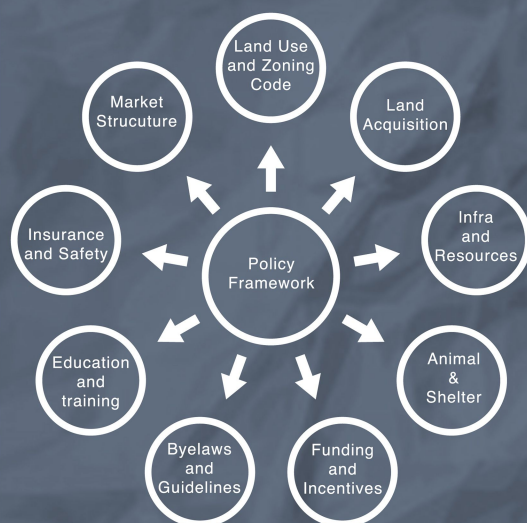 Land Use
and Zoning
Code
Land
Acquisition
Infra
and
Resources
Animal
&
Shelter
Funding
and
Incentives
Byelaws
and
Guidelines
Education
and
training
Insurance
and Safety
Market
Strucuture
Policy
Framework